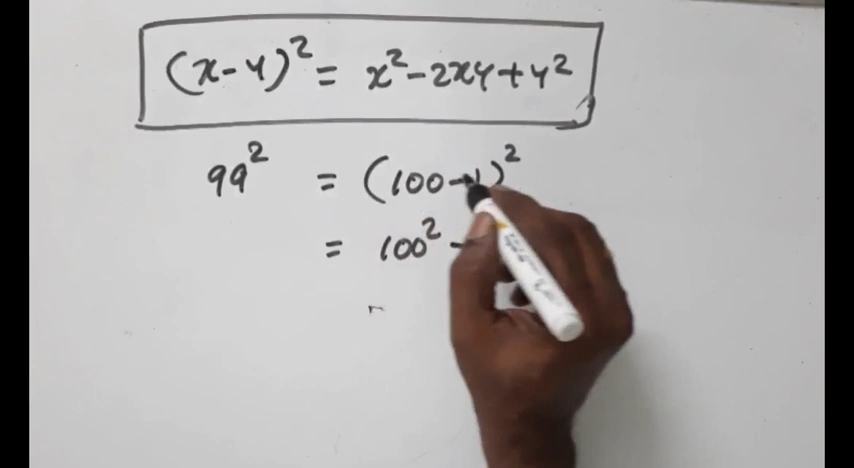 (x-y)² = x²-2xy+y²
99² = (100-1)²
= 100² -